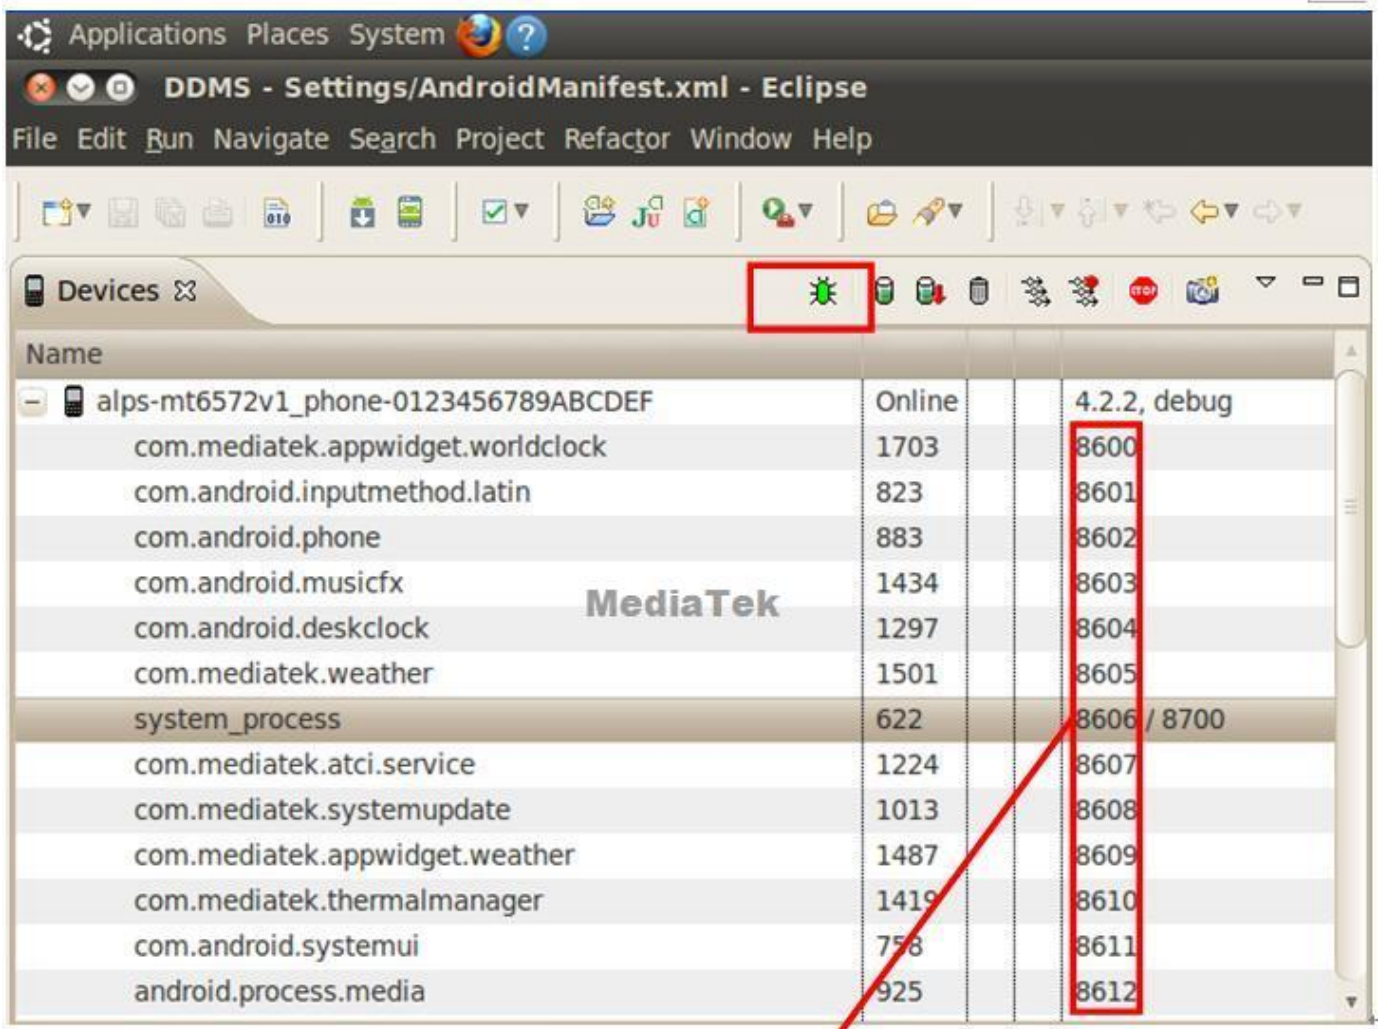 Applications Places System
DDMS - Settings/AndroidManifest.xml - Eclipse
File Edit Run Navigate Search Project Refactor Window Help
010 Ju
Devices STOP
Name
alps-mt6572v1_phone-0123456789ABCDEF Online 4.2.2, debug
com.mediatek.appwidget.worldclock 1703 8600
com.android.inputmethod.latin 823 8601
com.android.phone 883 8602
com.android.musicfx 1434 8603
MediaTek
com.android.deskclock 1297 8604
com.mediatek.weather 1501 8605
system_process 622 8606 / 8700
com.mediatek.atci.service 1224 8607
com.mediatek.systemupdate 1013 8608
com.mediatek.appwidget.weather 1487 8609
com.mediatek.thermalmanager 1419 8610
com.android.systemui 758 8611
android.process.media 925 8612